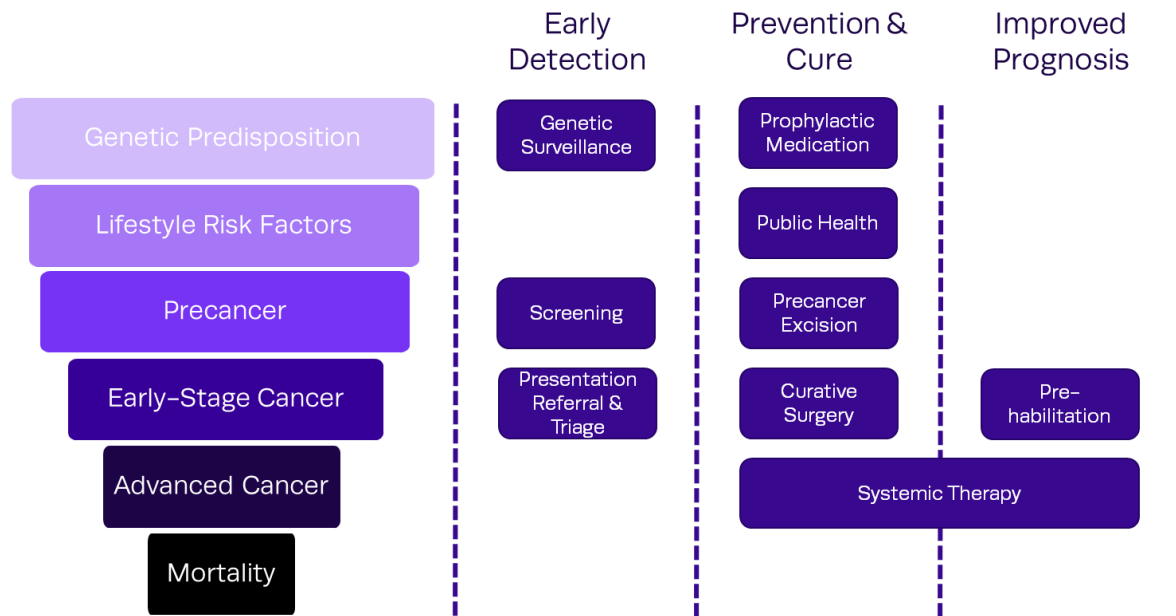 Early
Detection
Prevention &
Cure
Improved
Prognosis
Genetic Predisposition
Genetic
Surveillance
Prophylactic
Medication
Lifestyle Risk Factors
Public Health
Precancer
Screening
Precancer
Excision
Early-Stage Cancer
Presentation
Referral &
Triage
Curative
Surgery
Pre-
habilitation
Advanced Cancer
Systemic Therapy
Mortality